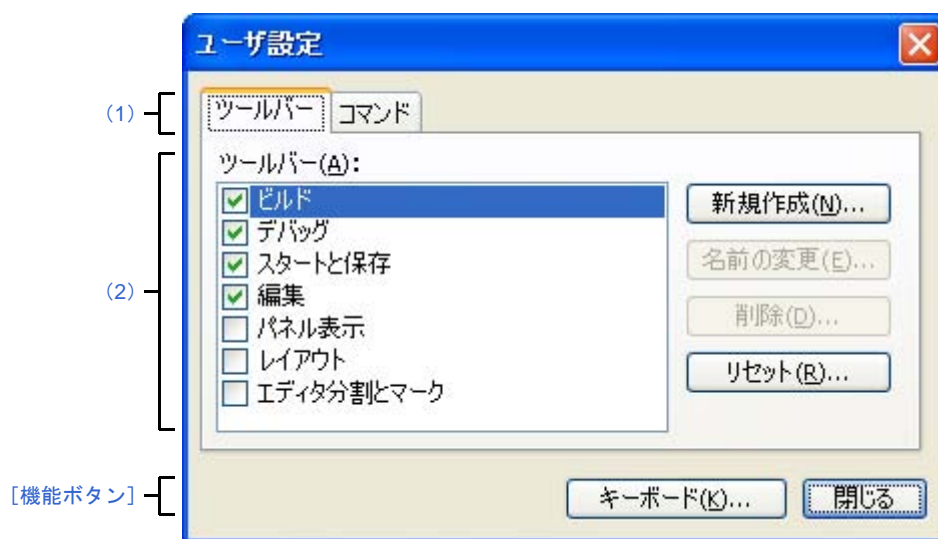 ユーザ設定
(1)
ツールバー コマンド
ツールバー(A):
ビルド
デバッグ
スタートと保存
編集
パネル表示
レイアウト
エディタ分割とマーク
(2)
新規作成(N)...
名前の変更(E)...
削除(D)...
リセット(R)...
[機能ボタン]
キーボード(K)... 閉じる